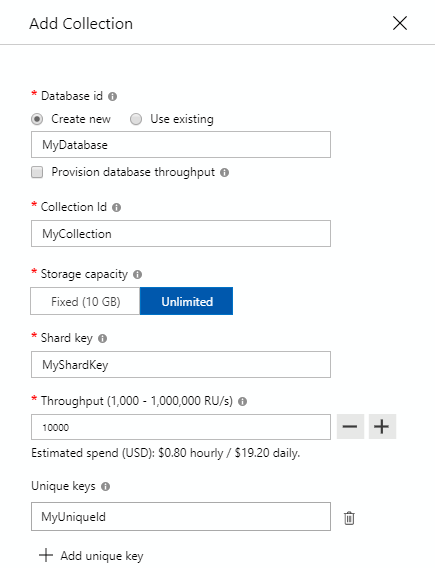 Add Collection
* Database id
Create new Use existing
MyDatabase
Provision database throughput
* Collection Id
MyCollection
* Storage capacity
Fixed (10 GB) Unlimited
* Shard key
MyShardKey
* Throughput (1,000 - 1,000,000 RU/s)
10000
Estimated spend (USD): $0.80 hourly / $19.20 daily.
Unique keys
MyUniqueId
Add unique key